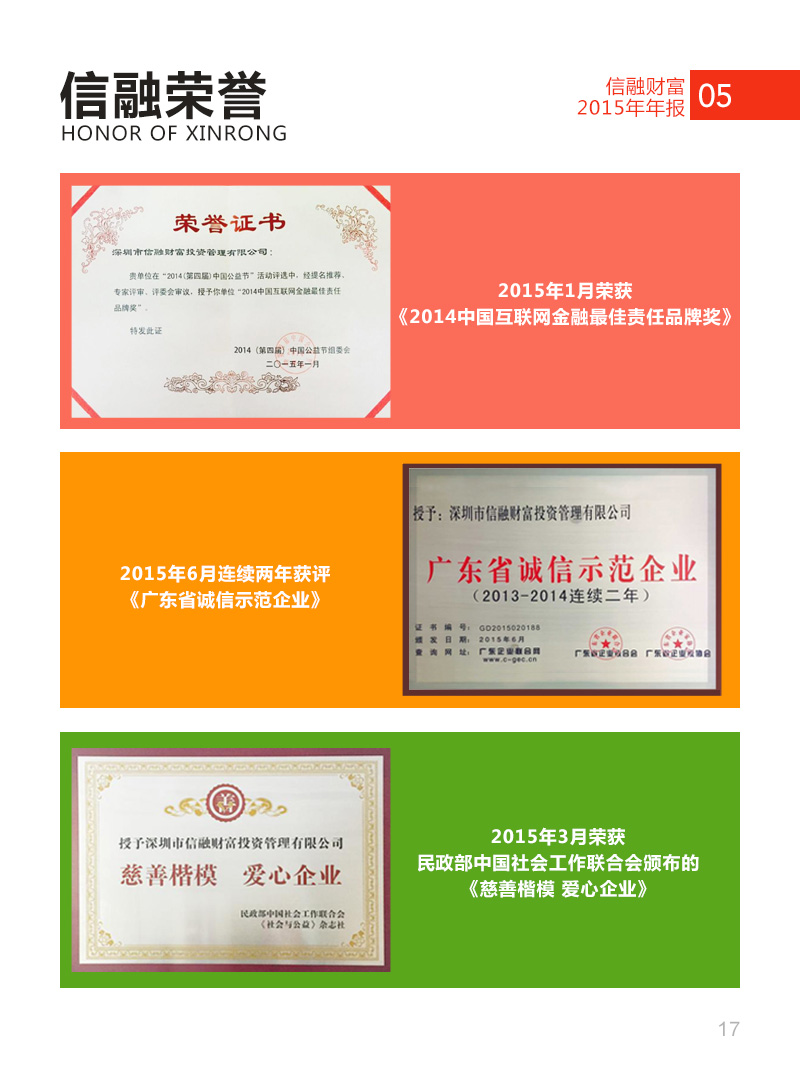 信融荣誉
HONOR OF XINRONG
信融财富
2015年年报
05
荣誉证书
深圳市信融财富投资管理有限公司：
贵单位在“2014(第四届)中国公益节”活动评选中，经提名推荐、
专家评审、评委会审议，授予你单位“2014中国互联网金融最佳责任
品牌奖”。
特发此证
2014（第四届）中国公益节组委会
二〇一五年一月
2015年1月荣获
《2014中国互联网金融最佳责任品牌奖》
2015年6月连续两年获评
《广东省诚信示范企业》
授予：深圳市信融财富投资管理有限公司
广东省诚信示范企业
（2013-2014连续二年）
证书编号：GD2015020188
颁发日期：2015年6月
查询网址：广东企业联合网
www.c-gec.cn
广东省企业联合会
广东省企业家协会
授予深圳市信融财富投资管理有限公司
慈善楷模 爱心企业
民政部中国社会工作联合会
《社会与公益》杂志社
2015年3月荣获
民政部中国社会工作联合会颁布的
《慈善楷模 爱心企业》
17